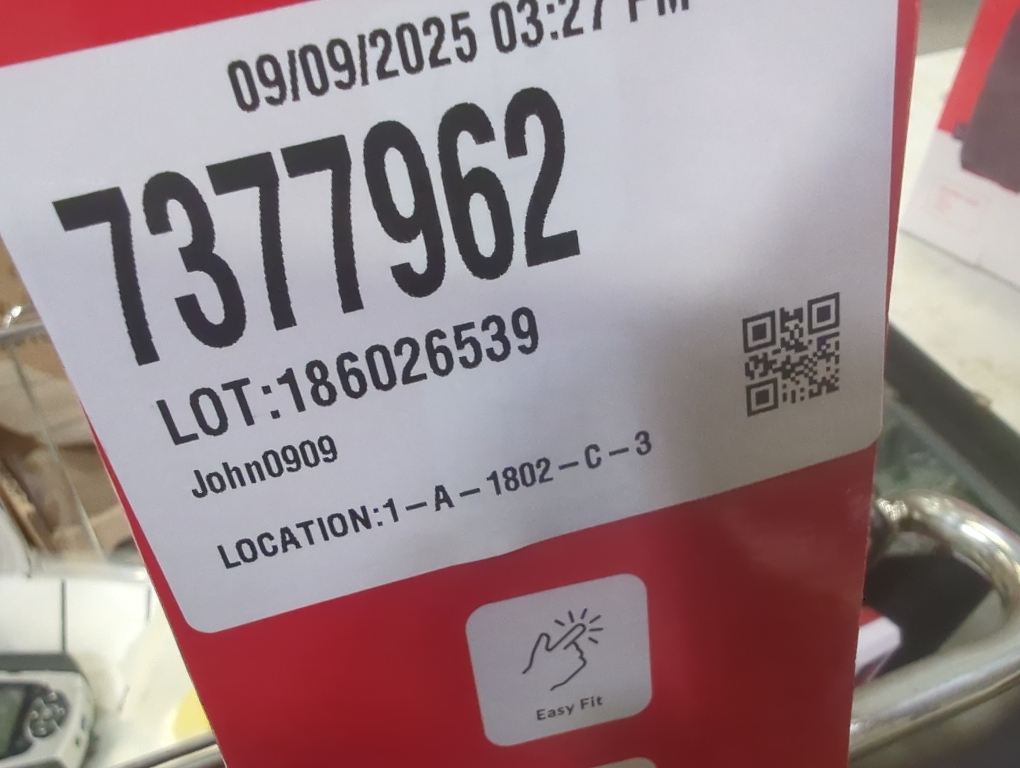 09/09/2025 03:27 PM
7377962
LOT:186026539
John0909
LOCATION:1-A-1802-C-3
Easy Fit